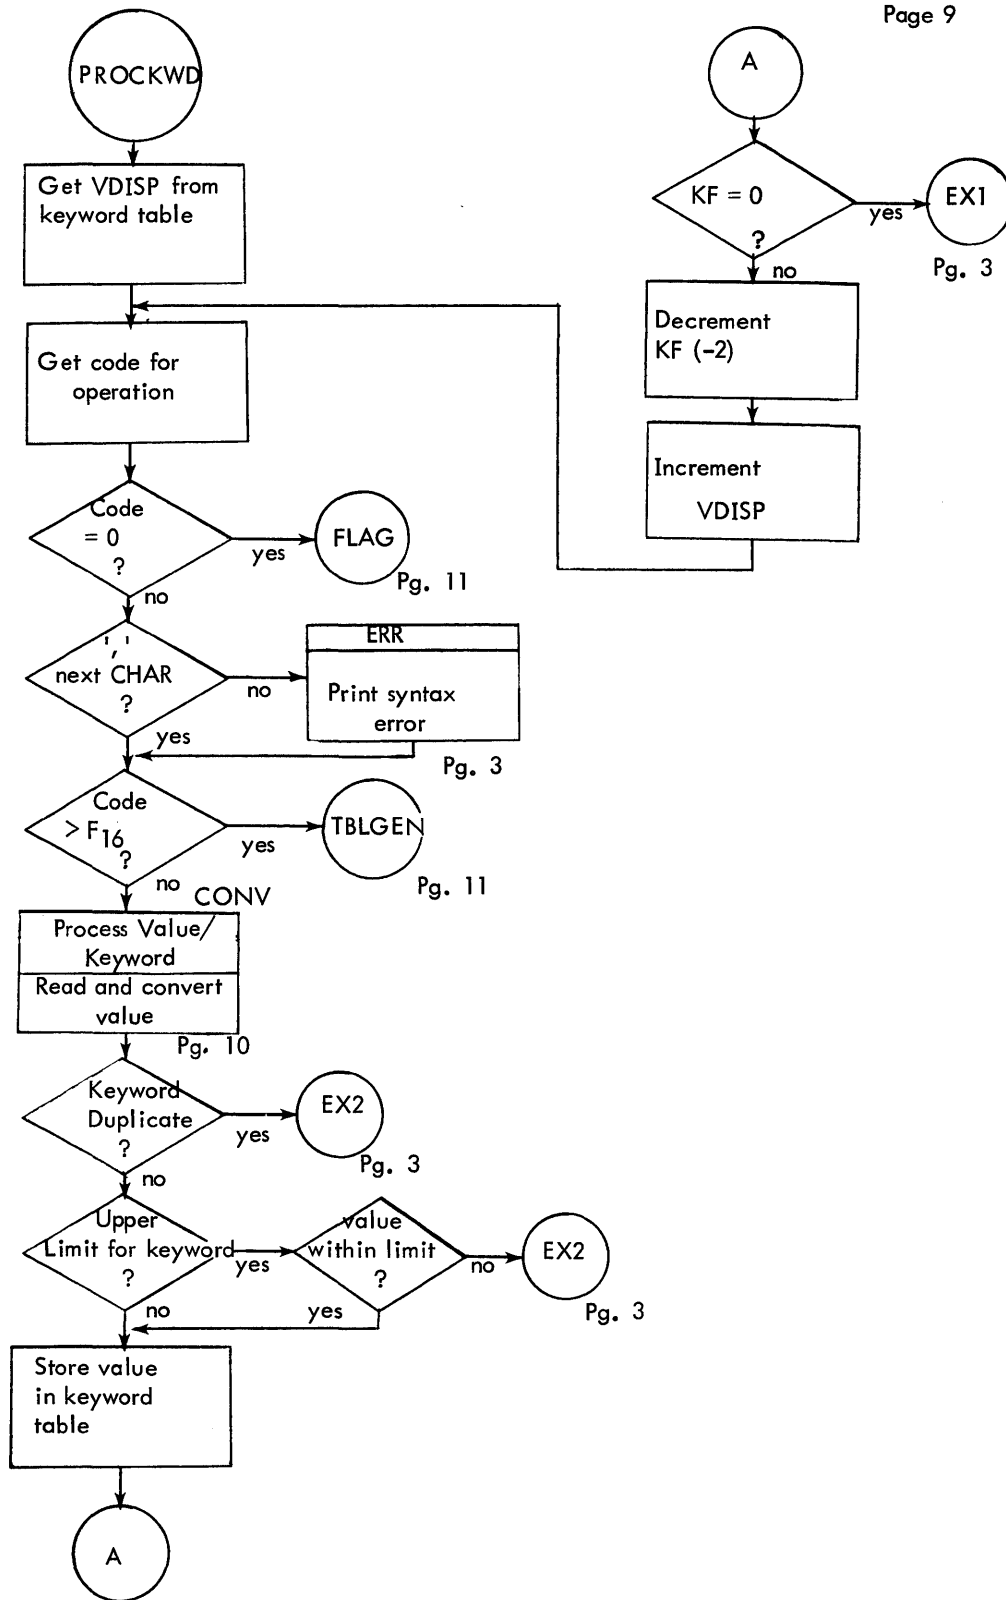 Page 9
PROCKWD
Get VDISP from
keyword table
Get code for
operation
Code
= 0
?
yes
FLAG
Pg. 11
no
','
next CHAR
?
no
ERR
Print syntax
error
Pg. 3
yes
Code
> F16
?
yes
TBLGEN
Pg. 11
no
CONV
Process Value/
Keyword
Read and convert
value
Pg. 10
Keyword
Duplicate
?
yes
EX2
Pg. 3
no
Upper
Limit for keyword
?
yes
value
within limit
?
no
EX2
Pg. 3
no
yes
Store value
in keyword
table
A
A
KF = 0
?
yes
EX1
Pg. 3
no
Decrement
KF (-2)
Increment
VDISP